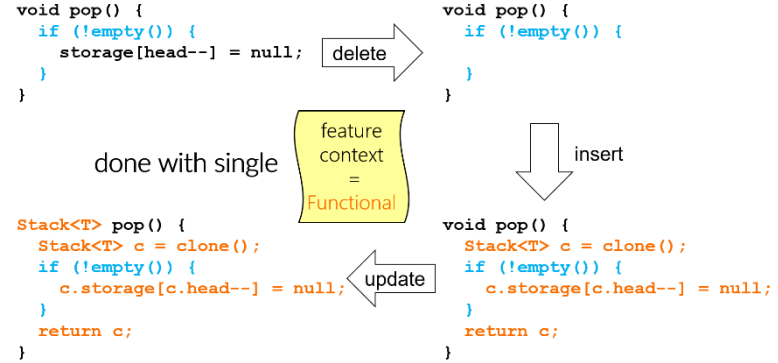 void pop() {
  if (!empty()) {
    storage[head--] = null;
  }
}
delete
void pop() {
  if (!empty()) {

  }
}
insert
done with single
feature
context
=
Functional
Stack<T> pop() {
  Stack<T> c = clone();
  if (!empty()) {
    c.storage[c.head--] = null;
  }
  return c;
}
update
void pop() {
  Stack<T> c = clone();
  if (!empty()) {
    c.storage[c.head--] = null;
  }
  return c;
}